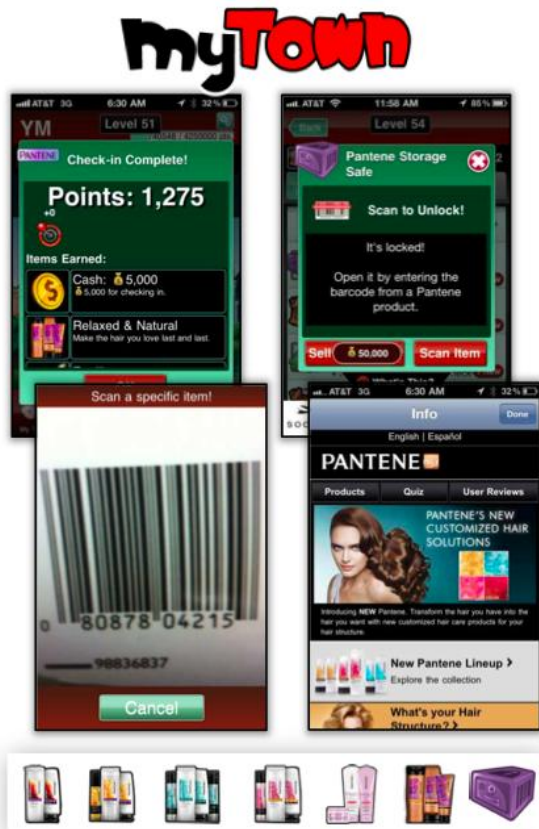 myTown
AT&T 3G 6:30 AM 32%
YM Level 51
PANTENE Check-in Complete!
Points: 1,275
+0
Items Earned:
Cash: 5,000
5,000 for checking in.
Relaxed & Natural
Make the hair you love last and last.
AT&T 11:58 AM 85%
Back Level 54
Pantene Storage
Safe
Scan to Unlock!
It's locked!
Open it by entering the
barcode from a Pantene
product.
Sell 50,000 Scan Item
What's This?
Scan a specific item!
0 80878 04215
98836837
Cancel
AT&T 3G 6:30 AM 32%
Info Done
English | Español
PANTENE
Products Quiz User Reviews
PANTENE'S NEW
CUSTOMIZED HAIR
SOLUTIONS
Introducing NEW Pantene. Transform the hair you have into the
hair you want with new customized hair care products for your
hair structure.
New Pantene Lineup >
Explore the collection
What's your Hair
Structure? >